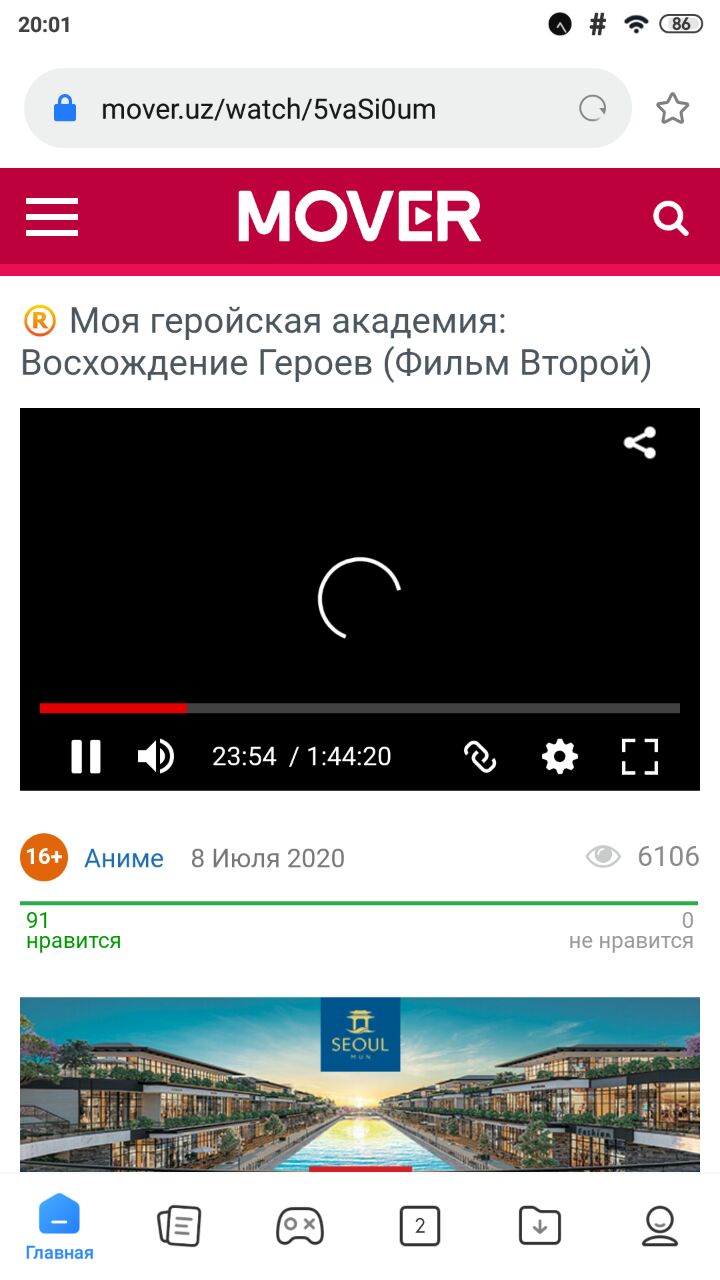 20:01
# 86
mover.uz/watch/5vaSi0um
MOVER
® Моя геройская академия:
Восхождение Героев (Фильм Второй)
23:54 / 1:44:20
16+ Аниме 8 Июля 2020 6106
91 0
нравится не нравится
SEOUL
MUN
Fashion
2
Главная